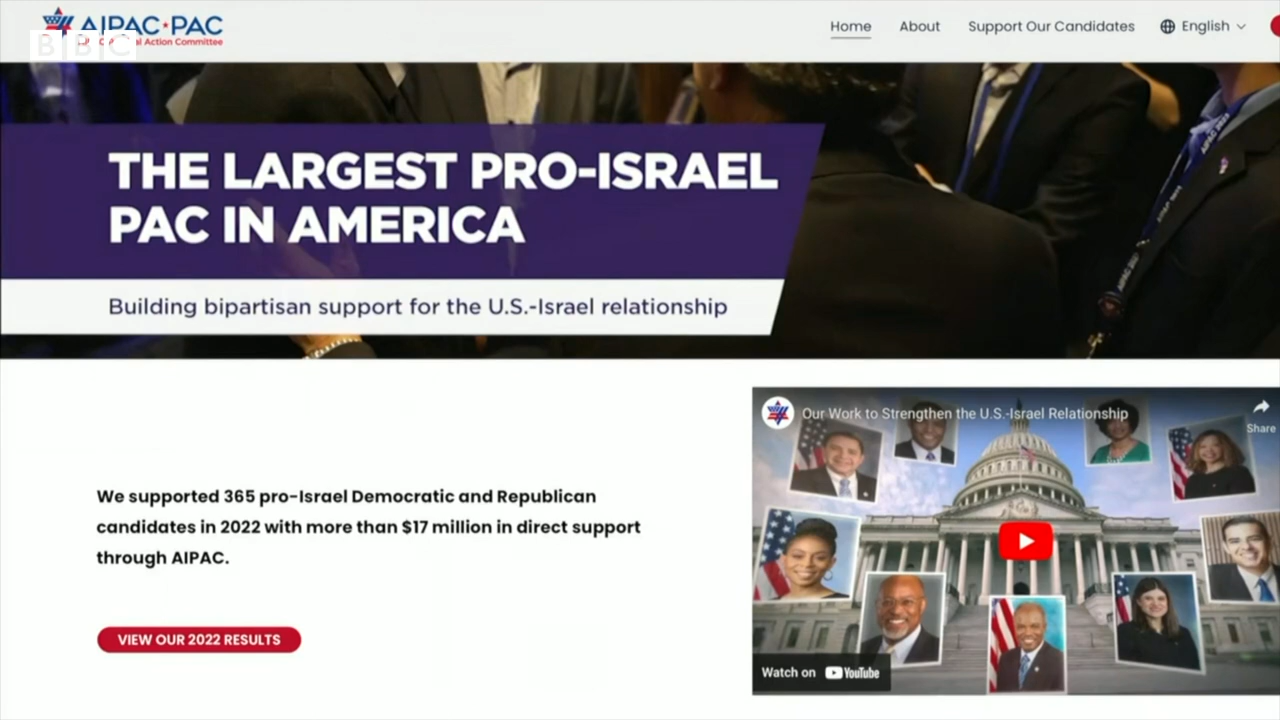 AIPAC★PAC
BBC
al Action Committee
Home
About
Support Our Candidates
English
THE LARGEST PRO-ISRAEL
PAC IN AMERICA
Building bipartisan support for the U.S.-Israel relationship
We supported 365 pro-Israel Democratic and Republican
candidates in 2022 with more than $17 million in direct support
through AIPAC.
VIEW OUR 2022 RESULTS
Our Work to Strengthen the U.S.-Israel Relationship
Share
Watch on YouTube